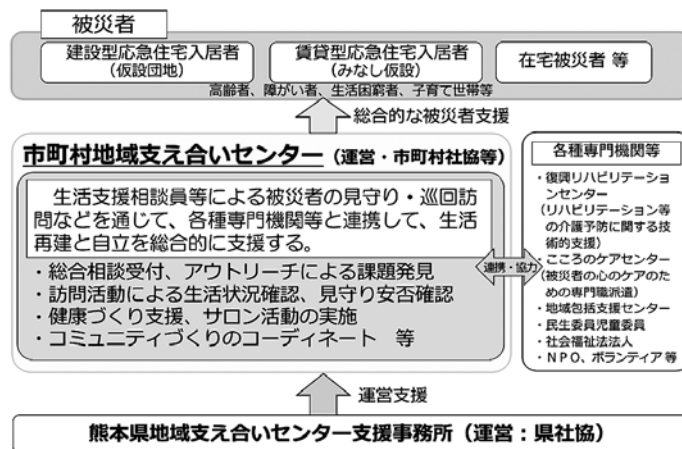 被災者
建設型応急住宅入居者
(仮設団地)
賃貸型応急住宅入居者
(みなし仮設)
在宅被災者 等
高齢者、障がい者、生活困窮者、子育て世帯等
総合的な被災者支援
市町村地域支え合いセンター(運営・市町村社協等)
生活支援相談員等による被災者の見守り・巡回訪
問などを通じて、各種専門機関等と連携して、生活
再建と自立を総合的に支援する。
・総合相談受付、アウトリーチによる課題発見
・訪問活動による生活状況確認、見守り安否確認
・健康づくり支援、サロン活動の実施
・コミュニティづくりのコーディネート 等
連携・協力
各種専門機関等
・復興リハビリテーショ
ンセンター
(リハビリテーション等
の介護予防に関する技
術的支援)
・こころのケアセンター
(被災者の心のケアのた
めの専門職派遣)
・地域包括支援センター
・民生委員児童委員
・社会福祉法法人
・NPO、ボランティア等
運営支援
熊本県地域支え合いセンター支援事務所(運営:県社協)